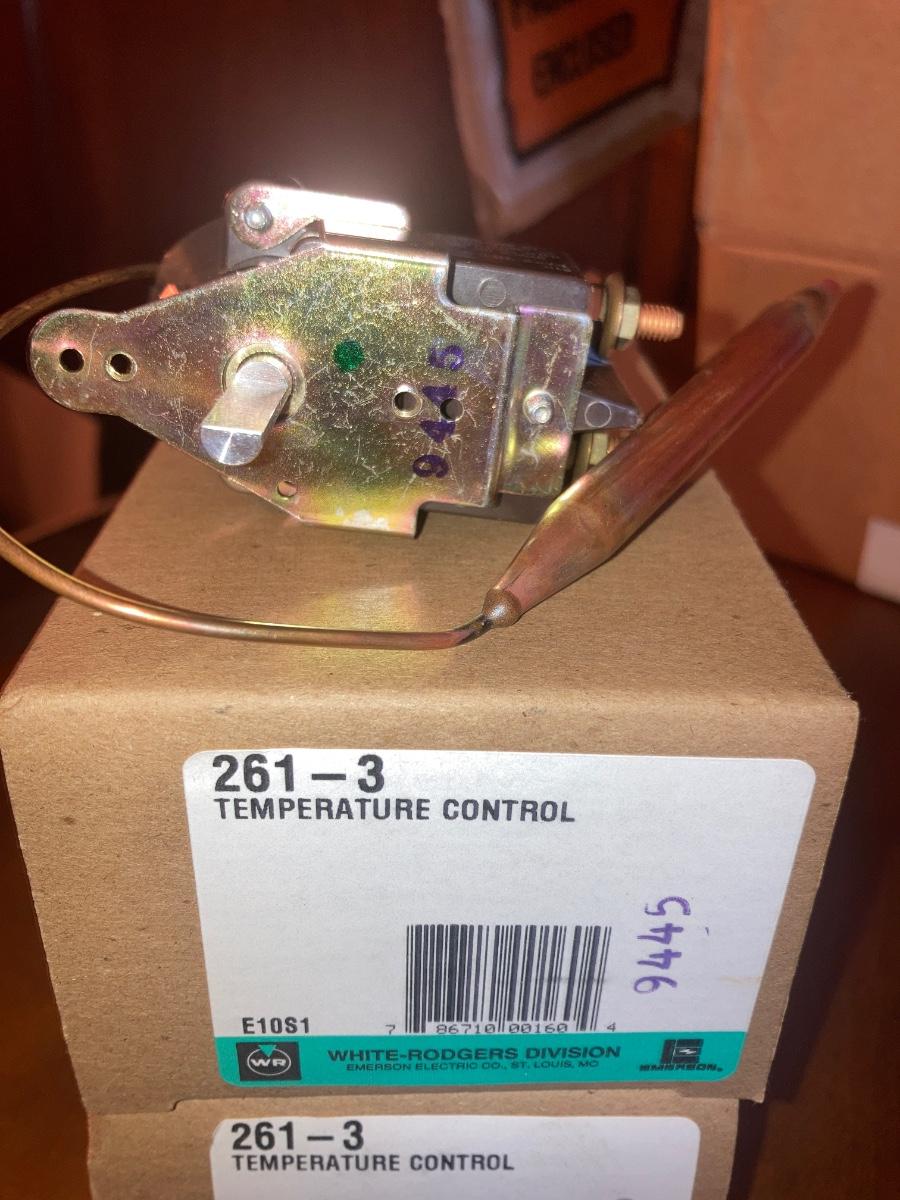 ENCLOSED
9445
261-3
TEMPERATURE CONTROL
9445
E10S1
7 86710 00160 4
WR
WHITE-RODGERS DIVISION
EMERSON ELECTRIC CO., ST. LOUIS, MO
EMERSON®
261-3
TEMPERATURE CONTROL